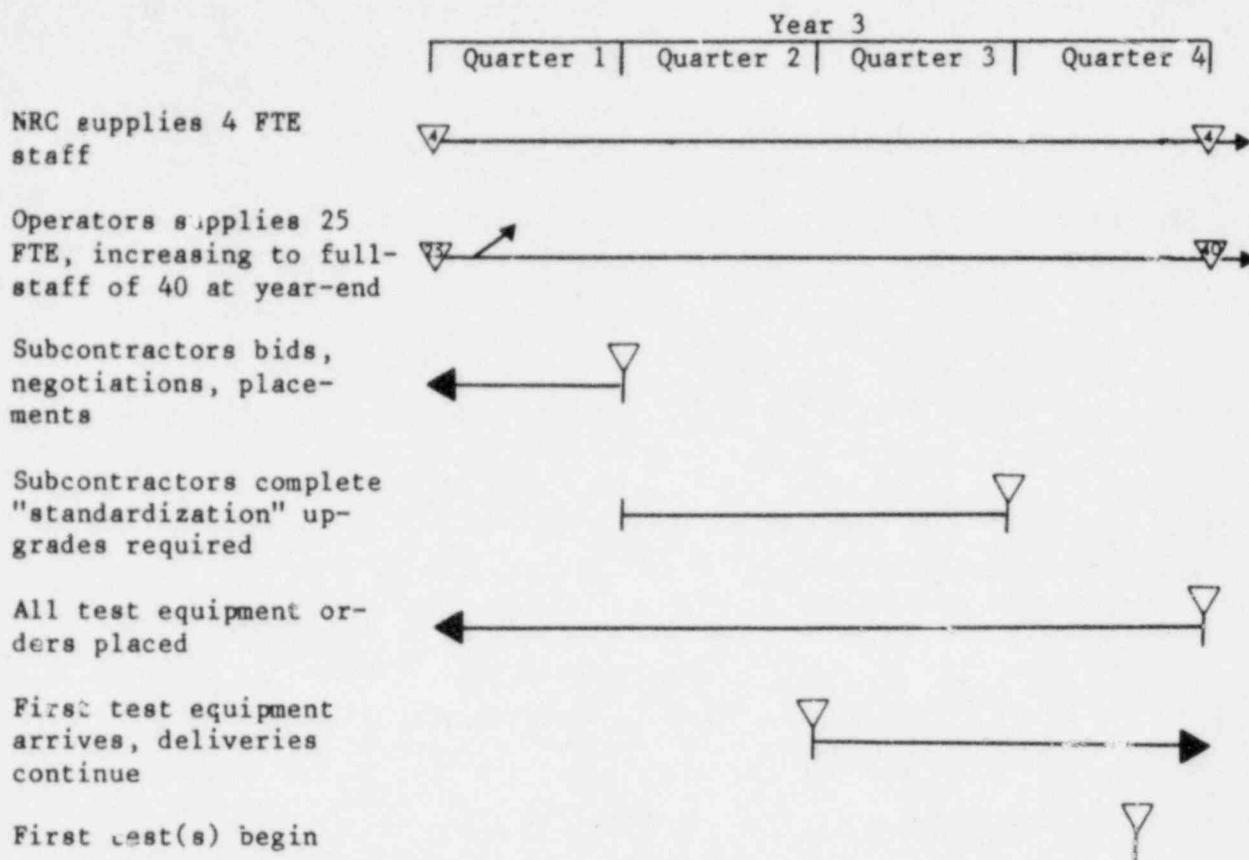 Year 3
Quarter 1 Quarter 2 Quarter 3 Quarter 4
NRC supplies 4 FTE
staff
4 4
Operators supplies 25
FTE, increasing to full-
staff of 40 at year-end
40
Subcontractors bids,
negotiations, place-
ments
Subcontractors complete
"standardization" up-
grades required
All test equipment or-
ders placed
First test equipment
arrives, deliveries
continue
First test(s) begin